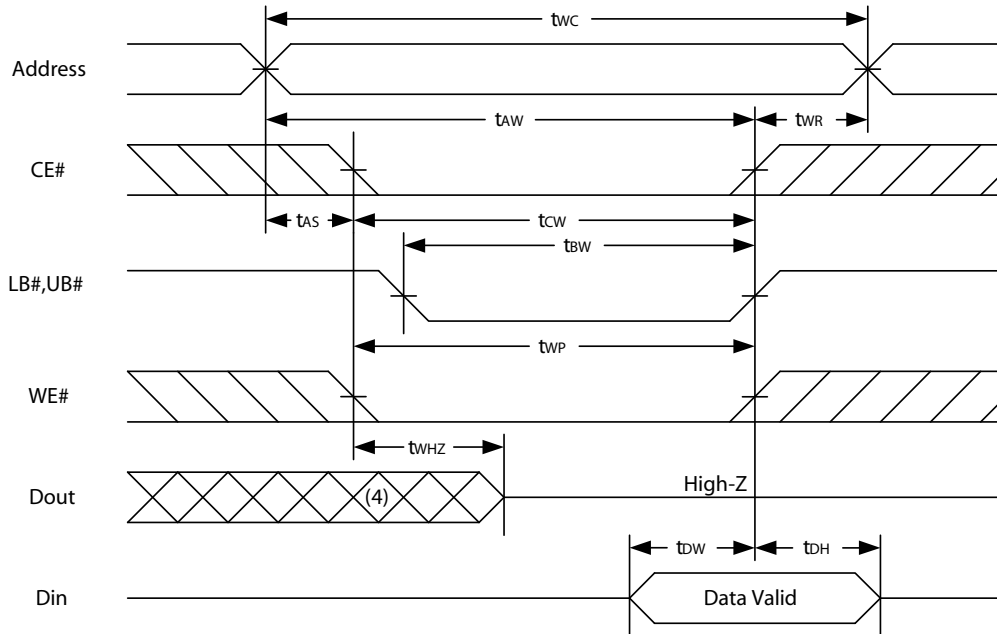 tWC
Address
tAW
tWR
CE#
tAS
tCW
tBW
LB#,UB#
tWP
WE#
tWHZ
Dout
(4)
High-Z
tDW
tDH
Din
Data Valid